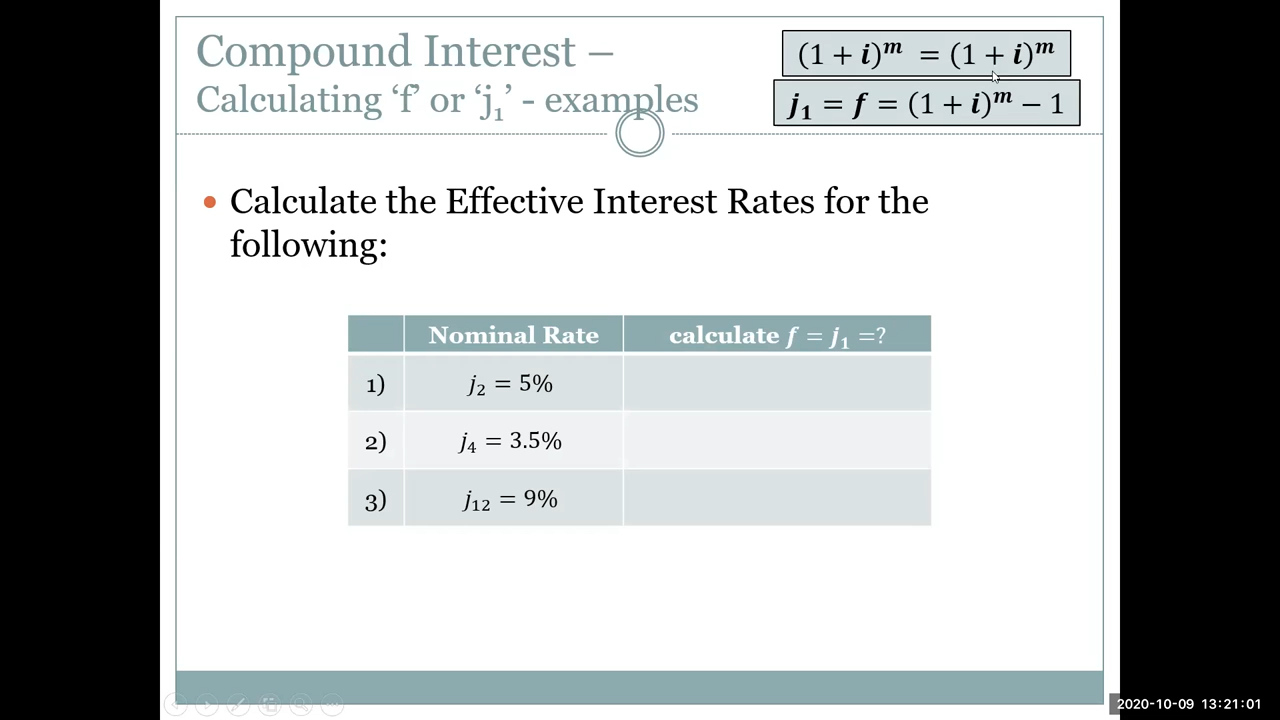 Compound Interest –
Calculating ‘f’ or ‘j₁’ - examples
(1 + i)ᵐ = (1 + i)ᵐ
j₁ = f = (1 + i)ᵐ − 1
• Calculate the Effective Interest Rates for the
following:
Nominal Rate calculate f = j₁ =?
1) j₂ = 5%
2) j₄ = 3.5%
3) j₁₂ = 9%
2020-10-09 13:21:01